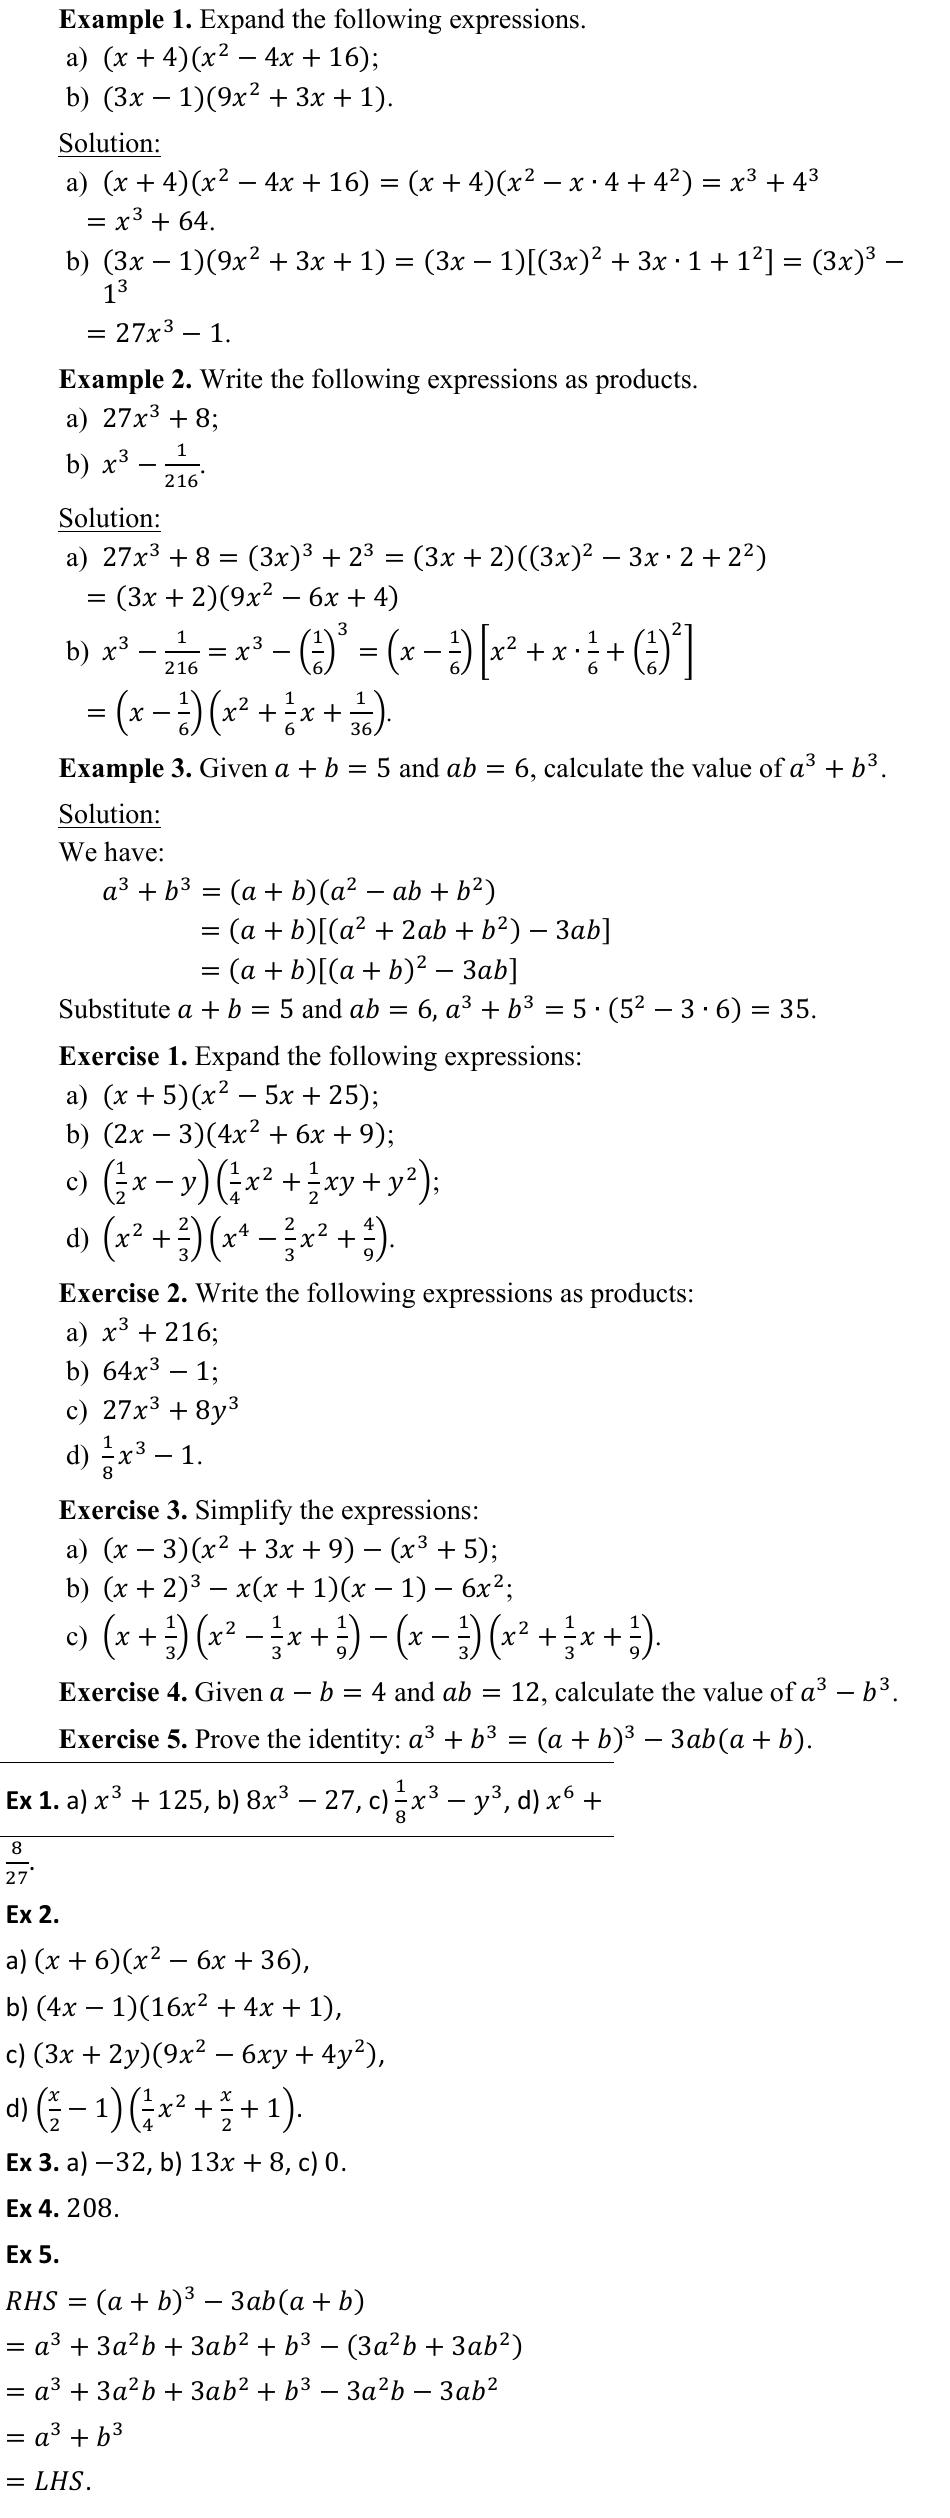 Example 1. Expand the following expressions.
a) (x + 4)(x² − 4x + 16);
b) (3x − 1)(9x² + 3x + 1).
Solution:
a) (x + 4)(x² − 4x + 16) = (x + 4)(x² − x · 4 + 4²) = x³ + 4³
= x³ + 64.
b) (3x − 1)(9x² + 3x + 1) = (3x − 1)[(3x)² + 3x · 1 + 1²] = (3x)³ −
1³
= 27x³ − 1.
Example 2. Write the following expressions as products.
a) 27x³ + 8;
b) x³ − 1/216.
Solution:
a) 27x³ + 8 = (3x)³ + 2³ = (3x + 2)((3x)² − 3x · 2 + 2²)
= (3x + 2)(9x² − 6x + 4)
b) x³ − 1/216 = x³ − (1/6)³ = (x − 1/6)[x² + x · 1/6 + (1/6)²]
= (x − 1/6)(x² + 1/6x + 1/36).
Example 3. Given a + b = 5 and ab = 6, calculate the value of a³ + b³.
Solution:
We have:
a³ + b³ = (a + b)(a² − ab + b²)
= (a + b)[(a² + 2ab + b²) − 3ab]
= (a + b)[(a + b)² − 3ab]
Substitute a + b = 5 and ab = 6, a³ + b³ = 5 · (5² − 3 · 6) = 35.
Exercise 1. Expand the following expressions:
a) (x + 5)(x² − 5x + 25);
b) (2x − 3)(4x² + 6x + 9);
c) (1/2x − y)(1/4x² + 1/2xy + y²);
d) (x² + 2/3)(x⁴ − 2/3x² + 4/9).
Exercise 2. Write the following expressions as products:
a) x³ + 216;
b) 64x³ − 1;
c) 27x³ + 8y³
d) 1/8x³ − 1.
Exercise 3. Simplify the expressions:
a) (x − 3)(x² + 3x + 9) − (x³ + 5);
b) (x + 2)³ − x(x + 1)(x − 1) − 6x²;
c) (x + 1/3)(x² − 1/3x + 1/9) − (x − 1/3)(x² + 1/3x + 1/9).
Exercise 4. Given a − b = 4 and ab = 12, calculate the value of a³ − b³.
Exercise 5. Prove the identity: a³ + b³ = (a + b)³ − 3ab(a + b).
Ex 1. a) x³ + 125, b) 8x³ − 27, c) 1/8x³ − y³, d) x⁶ +
8/27.
Ex 2.
a) (x + 6)(x² − 6x + 36),
b) (4x − 1)(16x² + 4x + 1),
c) (3x + 2y)(9x² − 6xy + 4y²),
d) (x/2 − 1)(1/4x² + x/2 + 1).
Ex 3. a) −32, b) 13x + 8, c) 0.
Ex 4. 208.
Ex 5.
RHS = (a + b)³ − 3ab(a + b)
= a³ + 3a²b + 3ab² + b³ − (3a²b + 3ab²)
= a³ + 3a²b + 3ab² + b³ − 3a²b − 3ab²
= a³ + b³
= LHS.